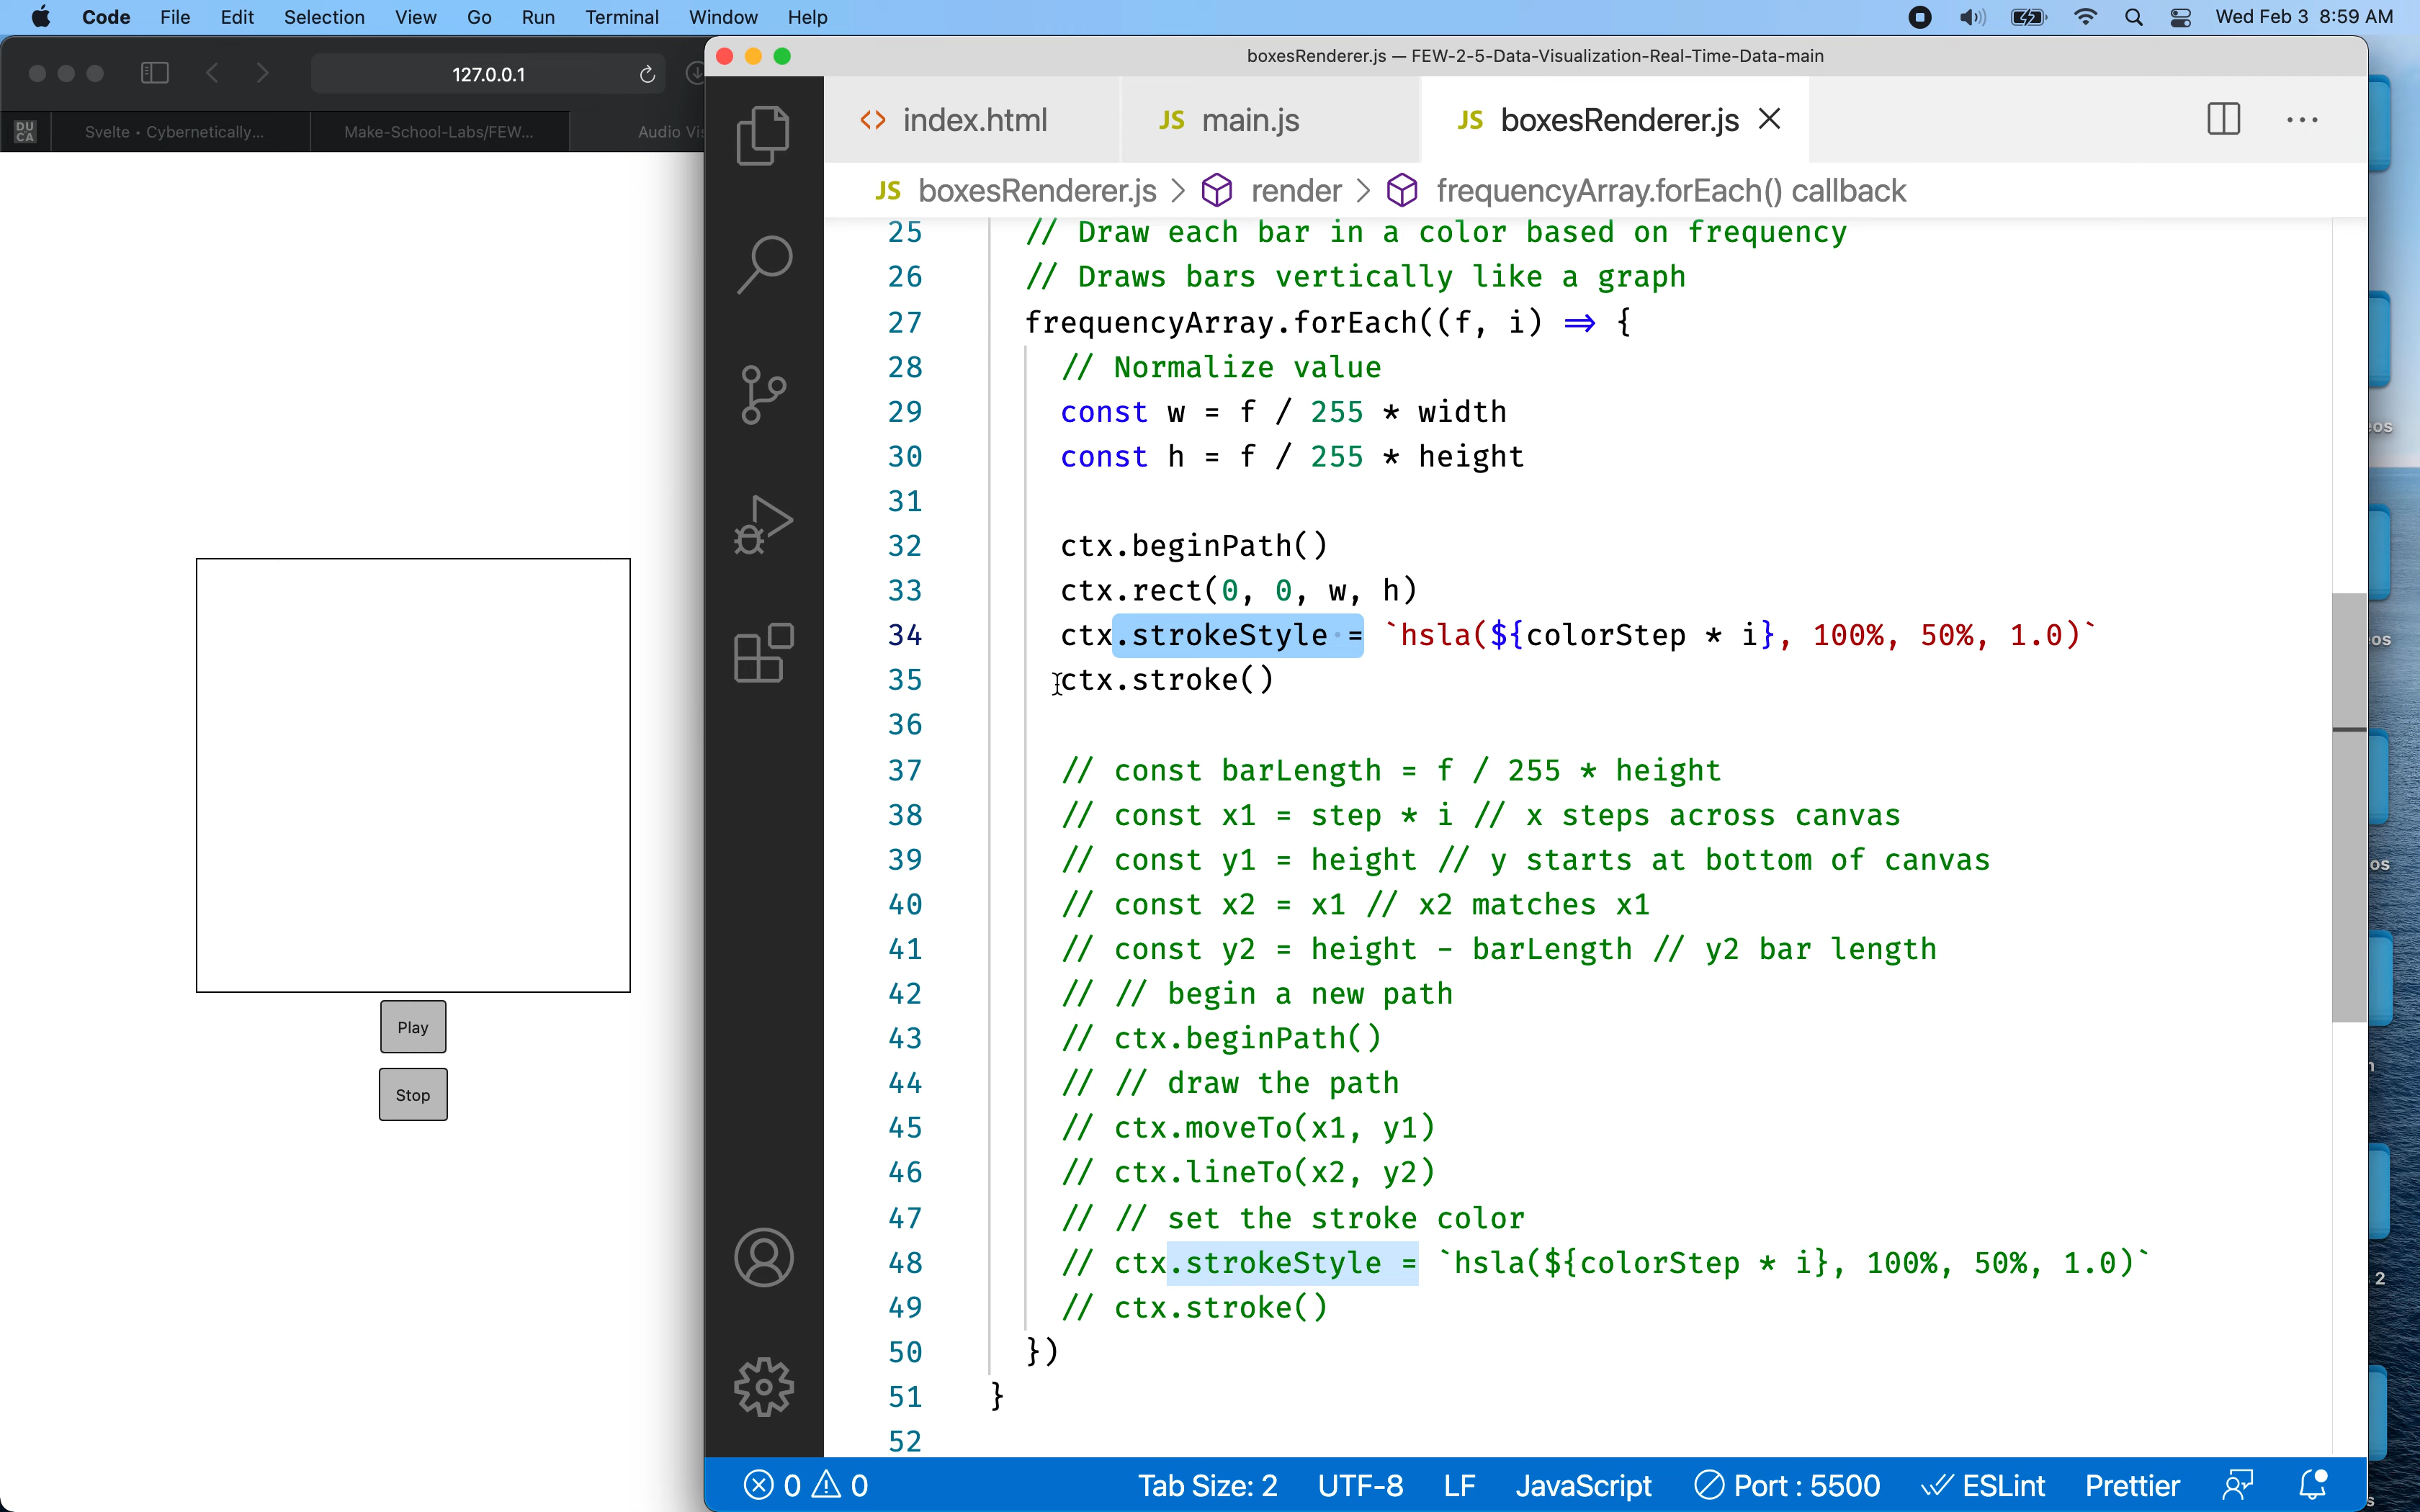 Code File Edit Selection View Go Run Terminal Window Help Wed Feb 3 8:59 AM
127.0.0.1
DU CA Svelte • Cybernetically... Make-School-Labs/FEW... Audio Vi
Play
Stop
boxesRenderer.js — FEW-2-5-Data-Visualization-Real-Time-Data-main
<> index.html JS main.js JS boxesRenderer.js
JS boxesRenderer.js > render > frequencyArray.forEach() callback
25 // Draw each bar in a color based on frequency
26 // Draws bars vertically like a graph
27 frequencyArray.forEach((f, i) => {
28 // Normalize value
29 const w = f / 255 * width
30 const h = f / 255 * height
31
32 ctx.beginPath()
33 ctx.rect(0, 0, w, h)
34 ctx.strokeStyle = `hsla(${colorStep * i}, 100%, 50%, 1.0)`
35 ctx.stroke()
36
37 // const barLength = f / 255 * height
38 // const x1 = step * i // x steps across canvas
39 // const y1 = height // y starts at bottom of canvas
40 // const x2 = x1 // x2 matches x1
41 // const y2 = height - barLength // y2 bar length
42 // // begin a new path
43 // ctx.beginPath()
44 // // draw the path
45 // ctx.moveTo(x1, y1)
46 // ctx.lineTo(x2, y2)
47 // // set the stroke color
48 // ctx.strokeStyle = `hsla(${colorStep * i}, 100%, 50%, 1.0)`
49 // ctx.stroke()
50 })
51 }
52
0 0 Tab Size: 2 UTF-8 LF JavaScript Port : 5500 ESLint Prettier